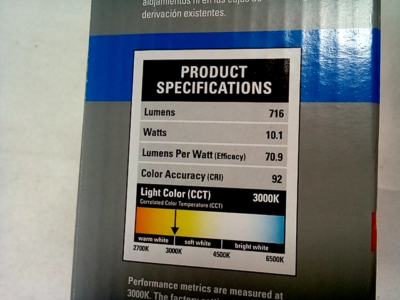 alojamientos ni en las cajas de
derivación existentes.
PRODUCT
SPECIFICATIONS
Lumens 716
Watts 10.1
Lumens Per Watt (Efficacy) 70.9
Color Accuracy (CRI) 92
Light Color (CCT) 3000K
Correlated Color Temperature (CCT)
warm white soft white bright white
2700K 3000K 4500K 6500K
Performance metrics are measured at
3000K. The factory